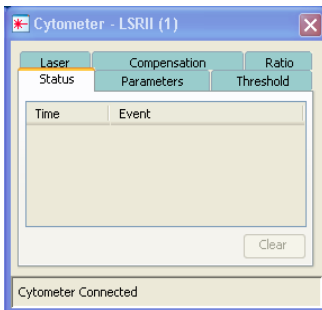 Cytometer - LSRII (1)
Laser Compensation Ratio
Status Parameters Threshold
Time Event
Clear
Cytometer Connected